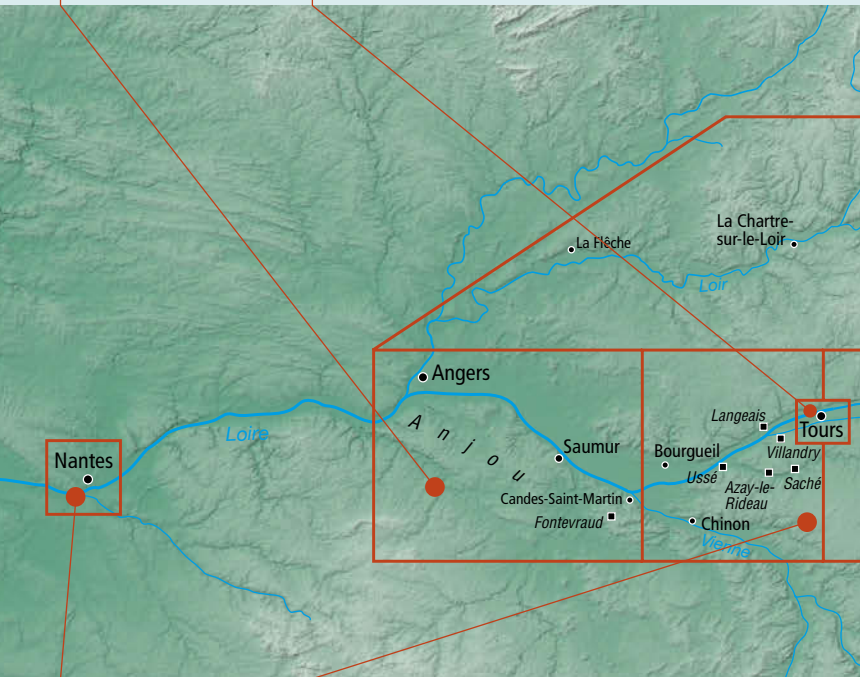 La Chartre-
sur-le-Loir
La Flêche
Loir
Angers
Anjou
Loire
Langeais
Tours
Saumur
Bourgueil
Villandry
Nantes
Ussé
Azay-le-
Rideau
Saché
Candes-Saint-Martin
Fontevraud
Chinon
Vienne